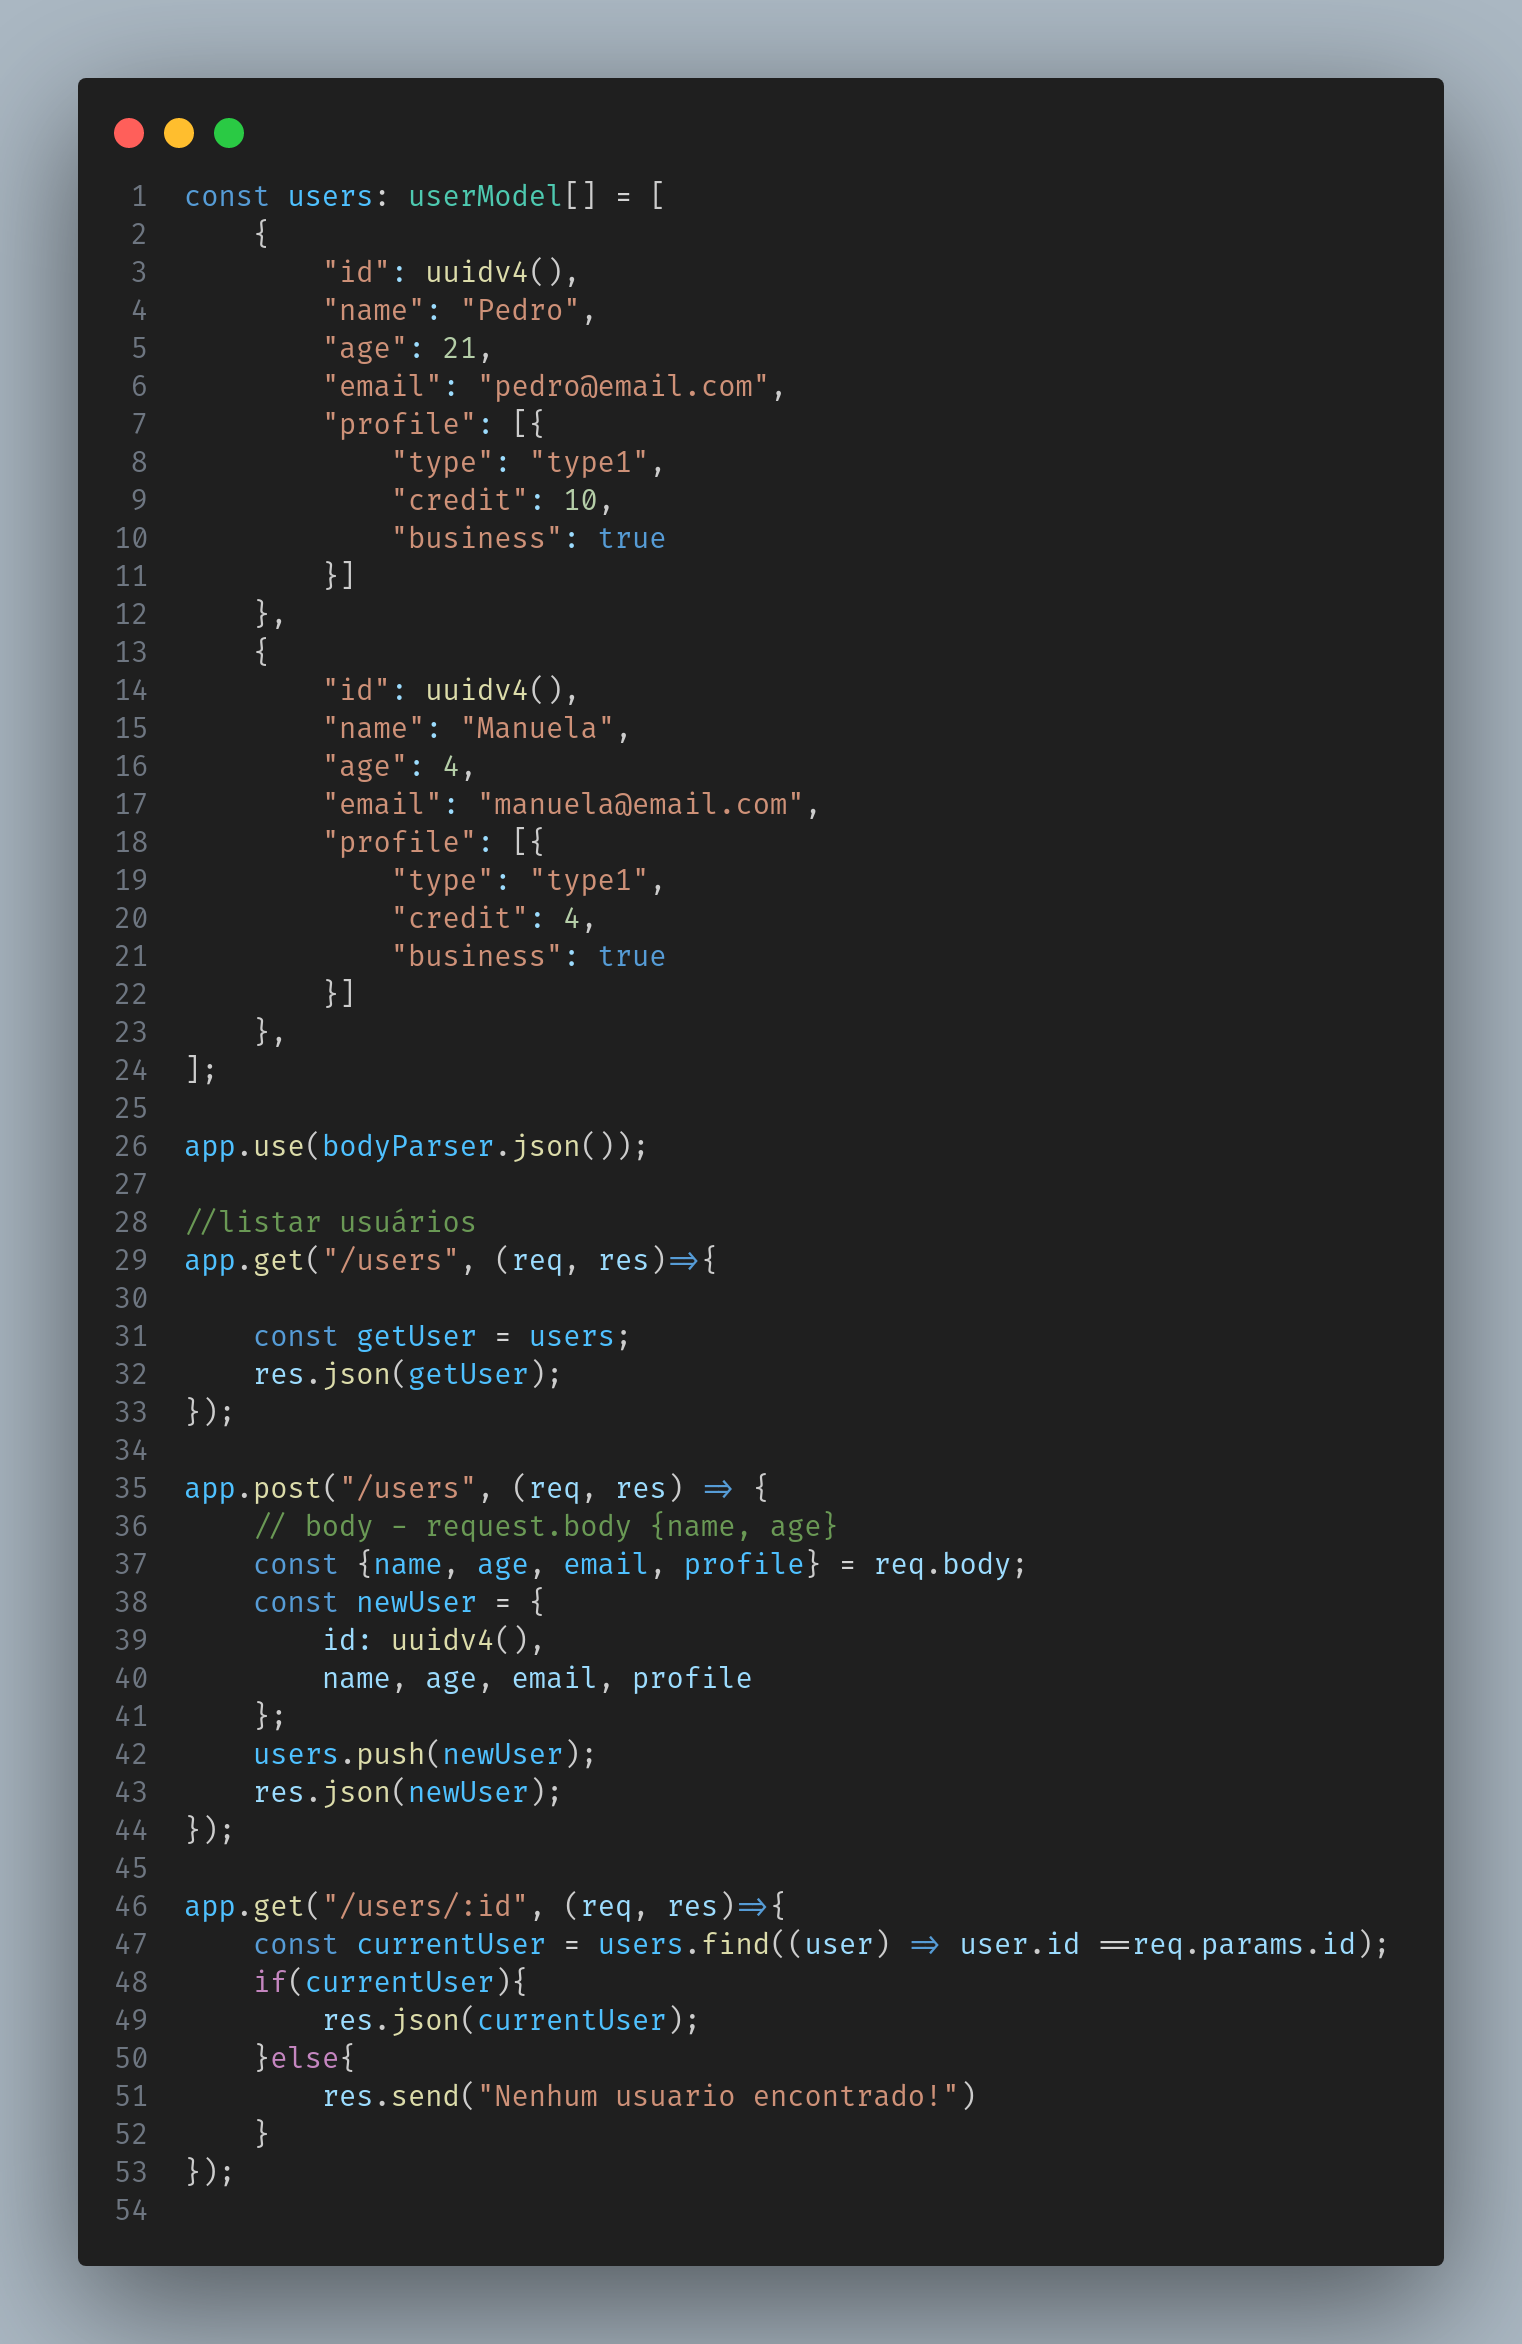 1 const users: userModel[] = [
2     {
3         "id": uuidv4(),
4         "name": "Pedro",
5         "age": 21,
6         "email": "pedro@email.com",
7         "profile": [{
8             "type": "type1",
9             "credit": 10,
10             "business": true
11         }]
12     },
13     {
14         "id": uuidv4(),
15         "name": "Manuela",
16         "age": 4,
17         "email": "manuela@email.com",
18         "profile": [{
19             "type": "type1",
20             "credit": 4,
21             "business": true
22         }]
23     },
24 ];
25
26 app.use(bodyParser.json());
27
28 //listar usuários
29 app.get("/users", (req, res)=>{
30
31     const getUser = users;
32     res.json(getUser);
33 });
34
35 app.post("/users", (req, res) => {
36     // body - request.body {name, age}
37     const {name, age, email, profile} = req.body;
38     const newUser = {
39         id: uuidv4(),
40         name, age, email, profile
41     };
42     users.push(newUser);
43     res.json(newUser);
44 });
45
46 app.get("/users/:id", (req, res)=>{
47     const currentUser = users.find((user) => user.id ==req.params.id);
48     if(currentUser){
49         res.json(currentUser);
50     }else{
51         res.send("Nenhum usuario encontrado!")
52     }
53 });
54